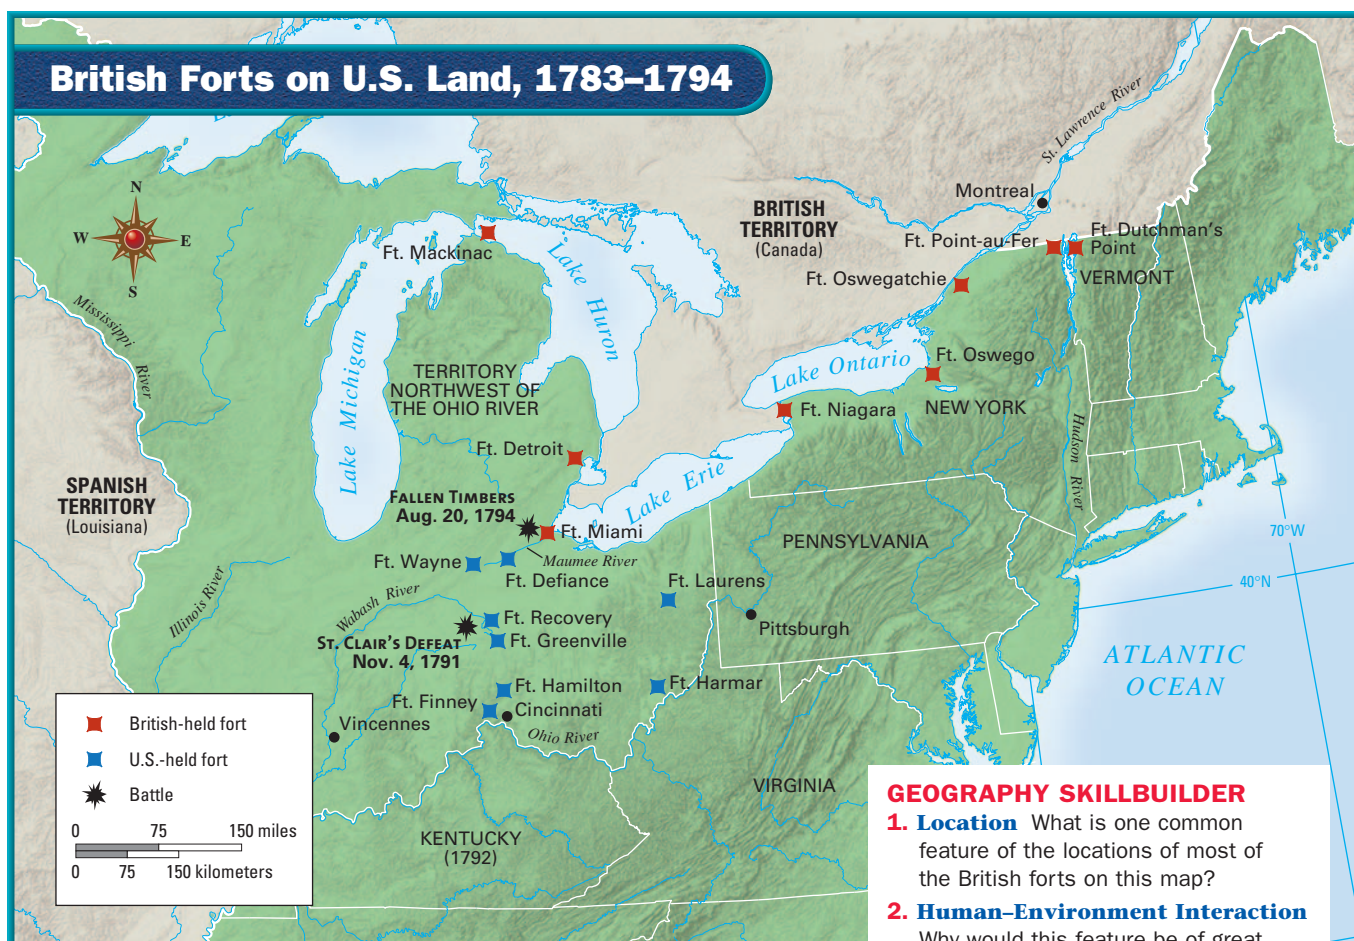 British Forts on U.S. Land, 1783–1794
N
W
E
S
St. Lawrence River
Montreal
BRITISH
TERRITORY
(Canada)
Ft. Point-au-Fer
Ft. Dutchman's
Point
VERMONT
Ft. Oswegatchie
Ft. Mackinac
Lake Huron
Mississippi
River
Lake Michigan
TERRITORY
NORTHWEST OF
THE OHIO RIVER
Lake Ontario
Ft. Oswego
Ft. Niagara
NEW YORK
Hudson River
Ft. Detroit
Lake Erie
SPANISH
TERRITORY
(Louisiana)
FALLEN TIMBERS
Aug. 20, 1794
Ft. Miami
PENNSYLVANIA
70°W
40°N
Ft. Wayne
Maumee River
Ft. Defiance
Ft. Laurens
Illinois River
Wabash River
Ft. Recovery
Ft. Greenville
Pittsburgh
ST. CLAIR'S DEFEAT
Nov. 4, 1791
ATLANTIC
OCEAN
Ft. Hamilton
Ft. Harmar
Ft. Finney
Cincinnati
Vincennes
Ohio River
VIRGINIA
KENTUCKY
(1792)
British-held fort
U.S.-held fort
Battle
0 75 150 miles
0 75 150 kilometers
GEOGRAPHY SKILLBUILDER
1. Location What is one common
feature of the locations of most of
the British forts on this map?
2. Human–Environment Interaction
Why would this feature be of great